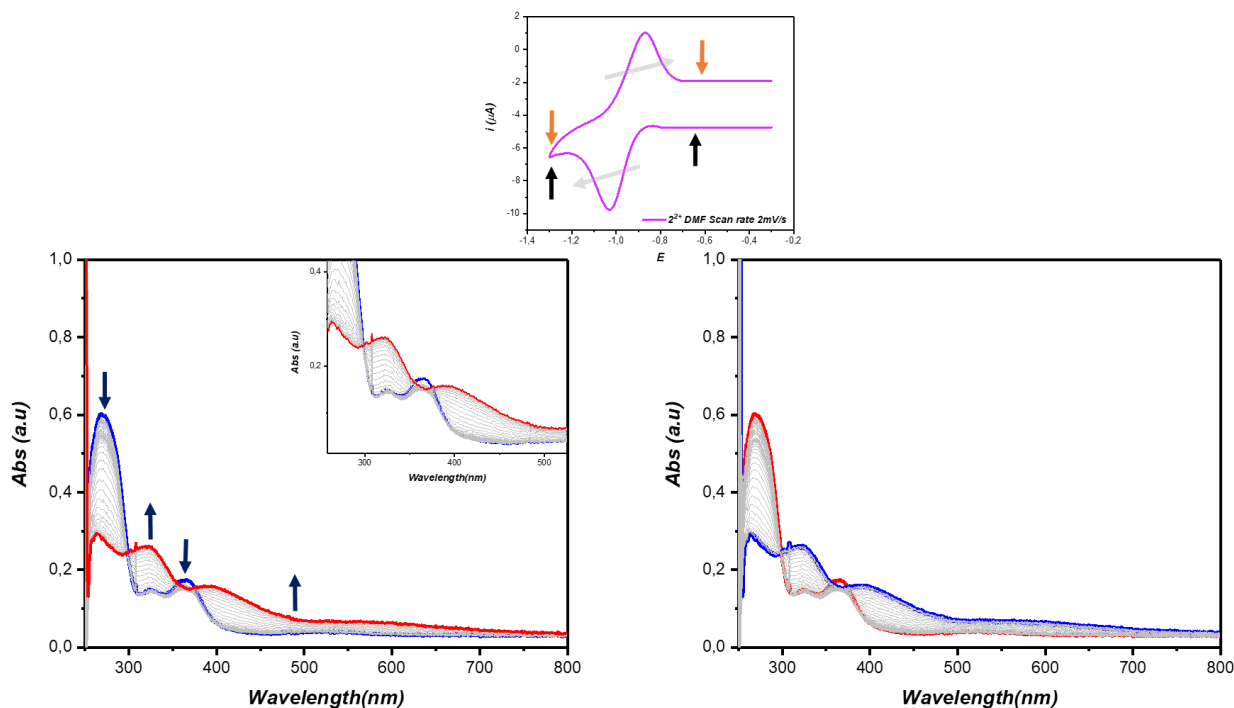 2
0
-2
-4
-6
-8
-10
i (μA)
2²⁺ DMF Scan rate 2mV/s
-1,4 -1,2 -1,0 -0,8 -0,6 -0,4 -0,2
E
1,0
0,8
0,6
0,4
0,2
0,0
Abs (a.u)
300 400 500 600 700 800
Wavelength(nm)
0,4
0,2
Abs (a.u)
300 400 500
Wavelength(nm)
1,0
0,8
0,6
0,4
0,2
0,0
Abs (a.u)
300 400 500 600 700 800
Wavelength(nm)